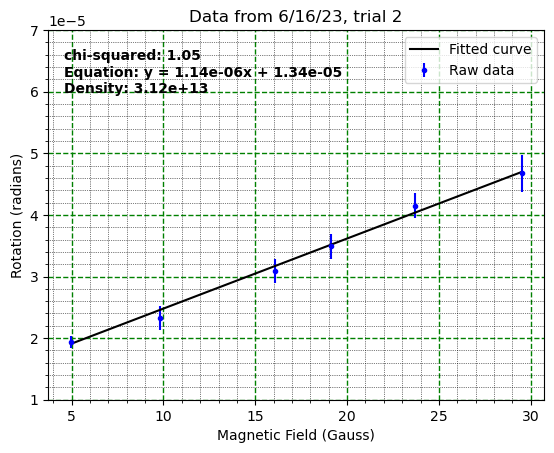 Data from 6/16/23, trial 2
1e−5
7
chi-squared: 1.05
Equation: y = 1.14e-06x + 1.34e-05
Density: 3.12e+13
Fitted curve
Raw data
6
5
4
3
2
1
Rotation (radians)
5 10 15 20 25 30
Magnetic Field (Gauss)